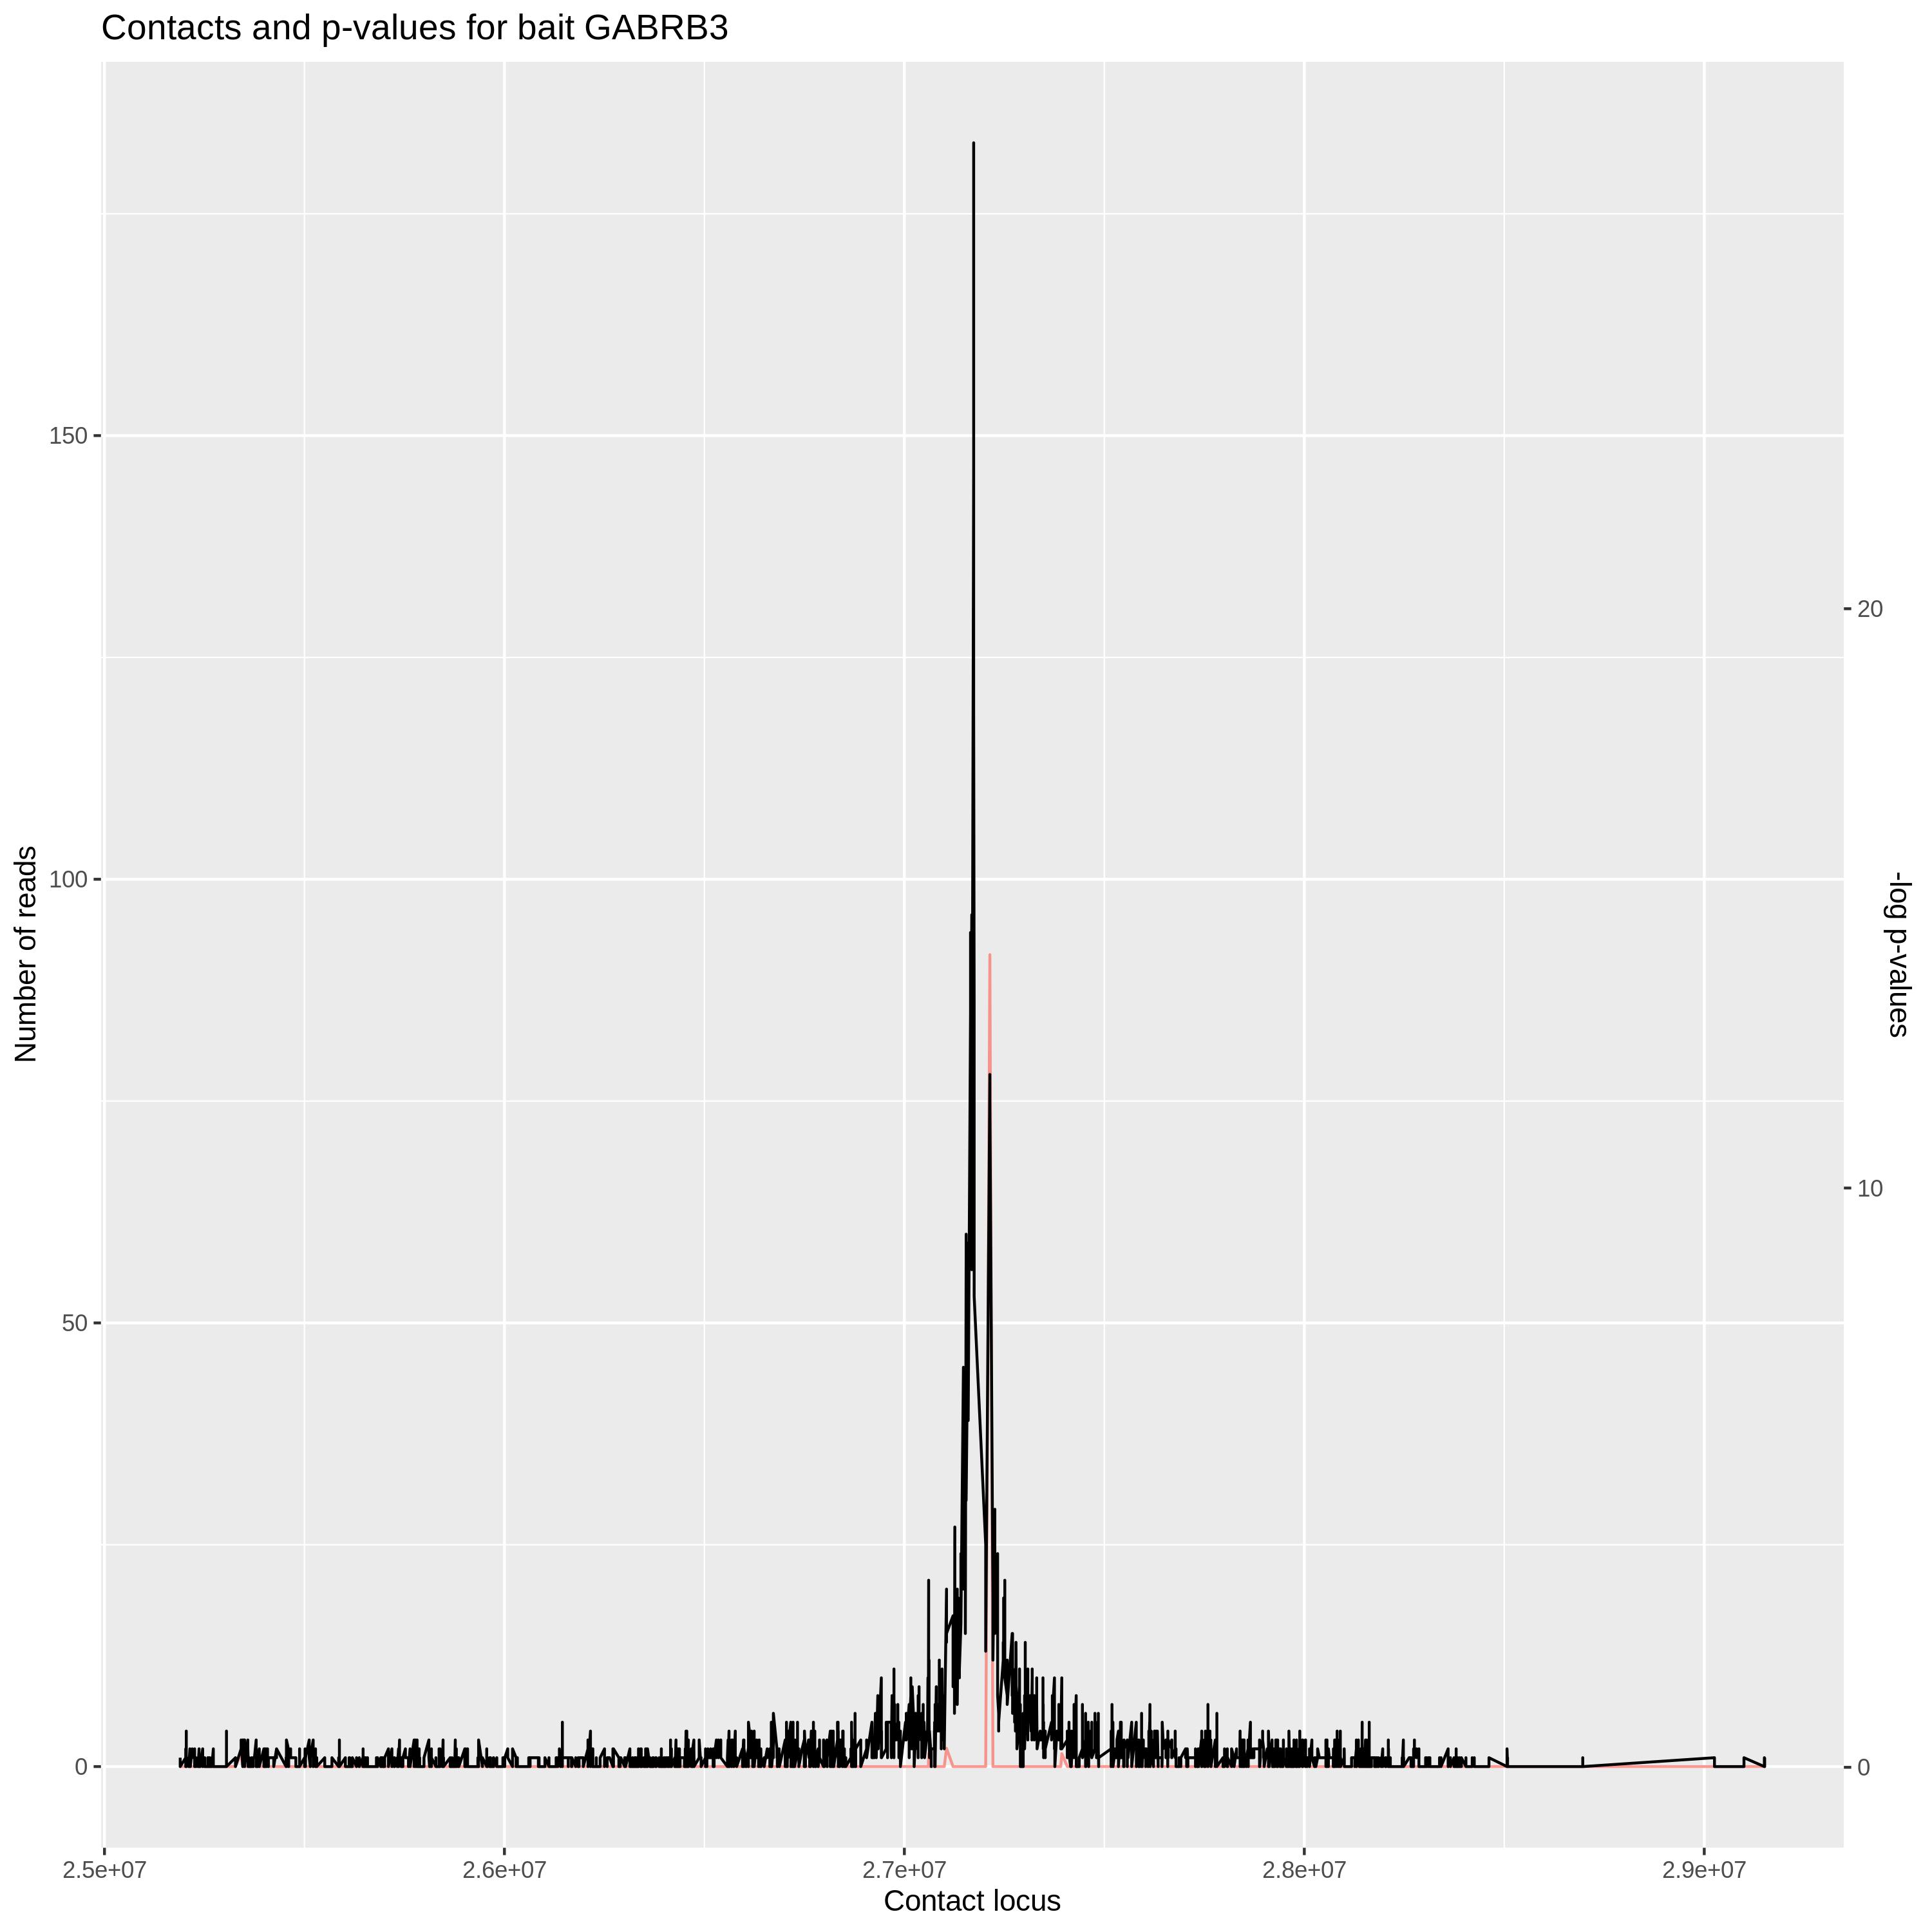 Contacts and p-values for bait GABRB3
Number of reads
150
100
50
0
20
10
0
-log p-values
2.5e+07 2.6e+07 2.7e+07 2.8e+07 2.9e+07
Contact locus